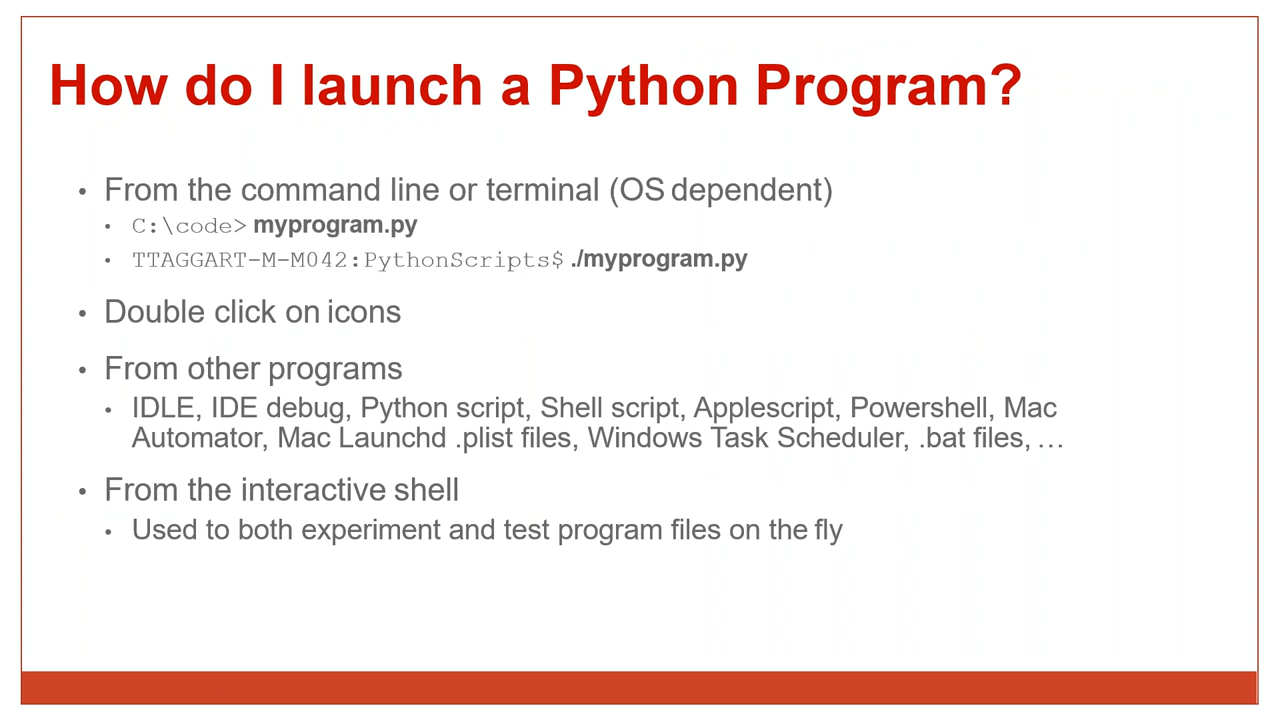 How do I launch a Python Program?
• From the command line or terminal (OS dependent)
• C:\code> myprogram.py
• TTAGGART-M-M042:PythonScripts$ ./myprogram.py
• Double click on icons
• From other programs
• IDLE, IDE debug, Python script, Shell script, Applescript, Powershell, Mac
Automator, Mac Launchd .plist files, Windows Task Scheduler, .bat files, …
• From the interactive shell
• Used to both experiment and test program files on the fly